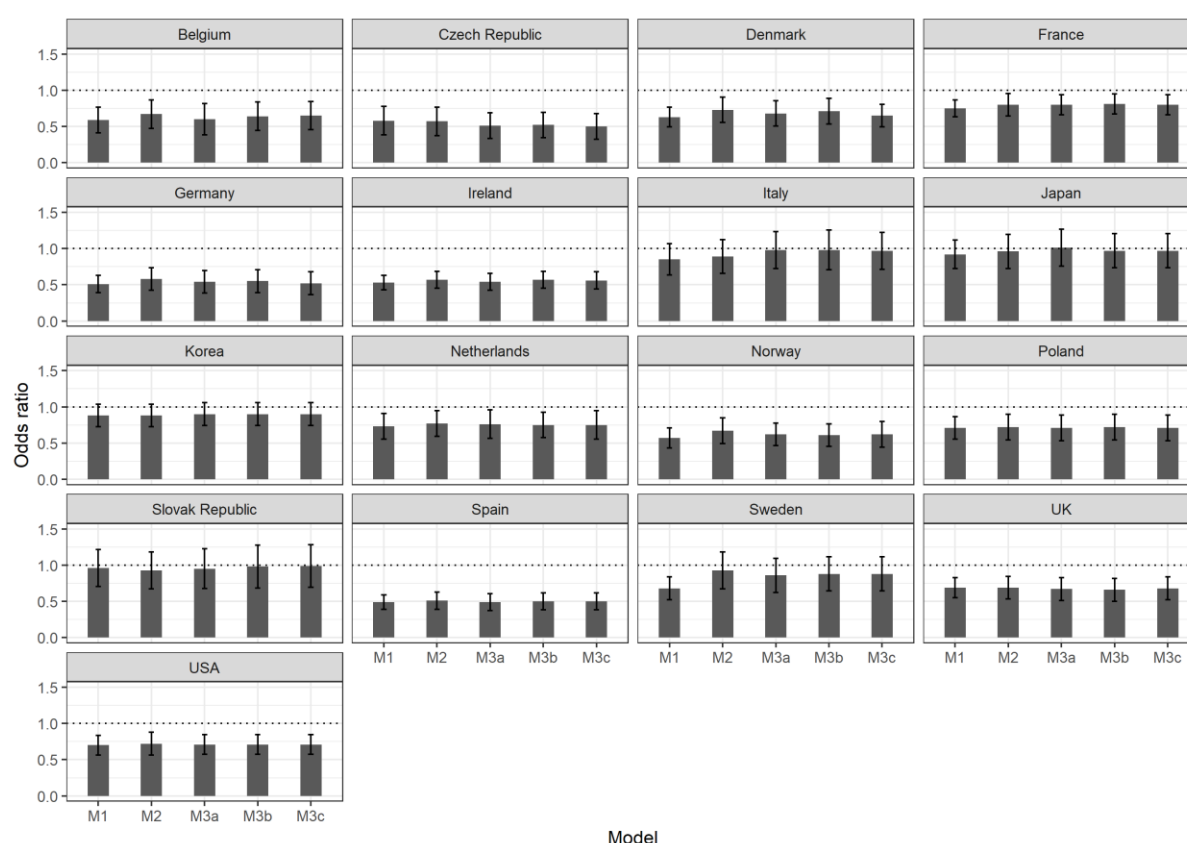 Belgium Czech Republic Denmark France
1.5
1.0
0.5
0.0
Germany Ireland Italy Japan
1.5
1.0
0.5
0.0
Korea Netherlands Norway Poland
1.5
1.0
0.5
0.0
Odds ratio
Slovak Republic Spain Sweden UK
1.5
1.0
0.5
0.0
M1 M2 M3a M3b M3c M1 M2 M3a M3b M3c M1 M2 M3a M3b M3c
USA
1.5
1.0
0.5
0.0
M1 M2 M3a M3b M3c
Model